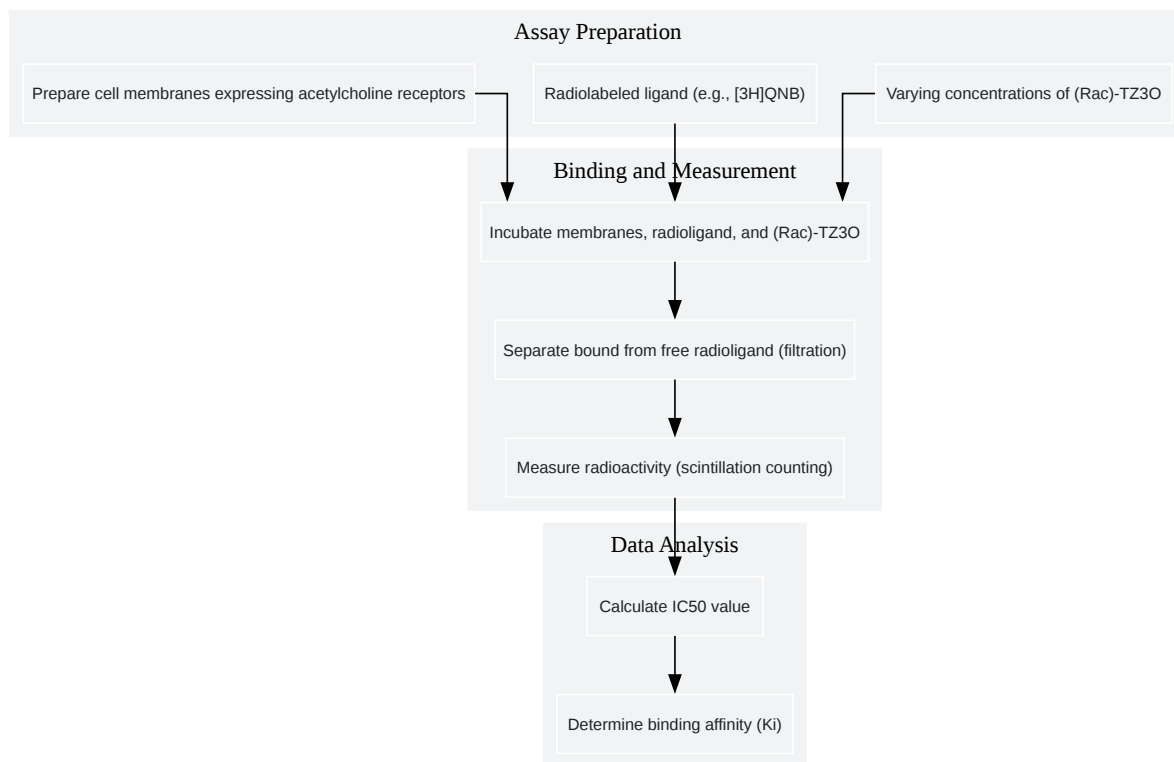 Assay Preparation
Prepare cell membranes expressing acetylcholine receptors
Radiolabeled ligand (e.g., [3H]QNB)
Varying concentrations of (Rac)-TZ3O
Binding and Measurement
Incubate membranes, radioligand, and (Rac)-TZ3O
Separate bound from free radioligand (filtration)
Measure radioactivity (scintillation counting)
Data Analysis
Calculate IC50 value
Determine binding affinity (Ki)